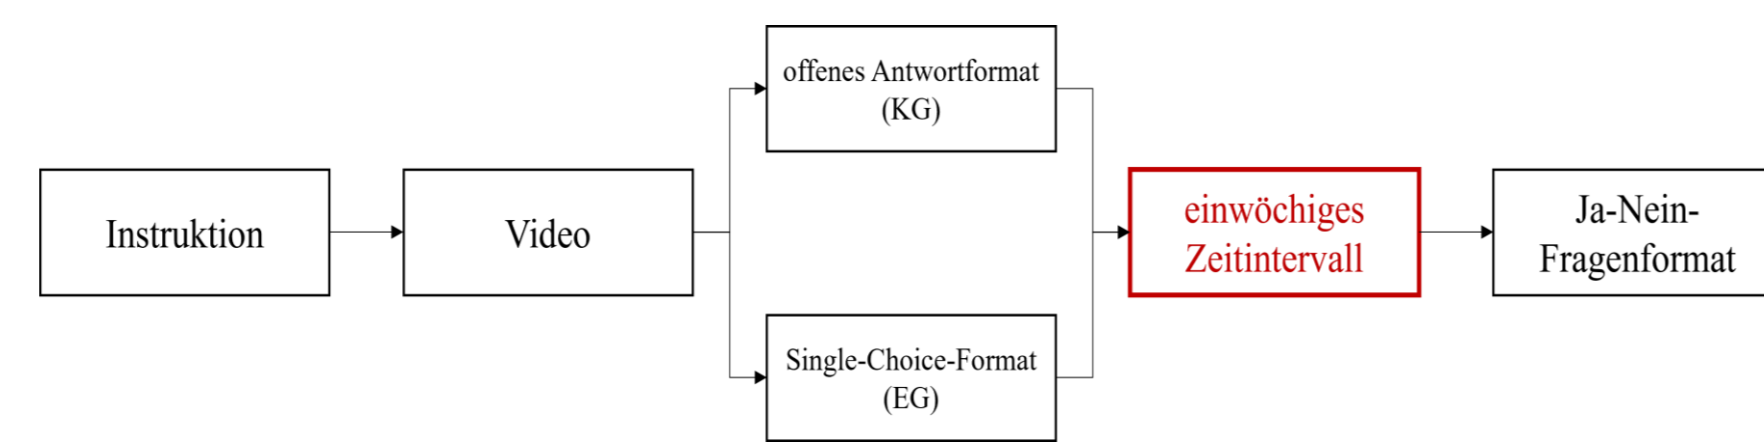 Instruktion
Video
offenes Antwortformat
(KG)
Single-Choice-Format
(EG)
einwöchiges
Zeitintervall
Ja-Nein-
Fragenformat